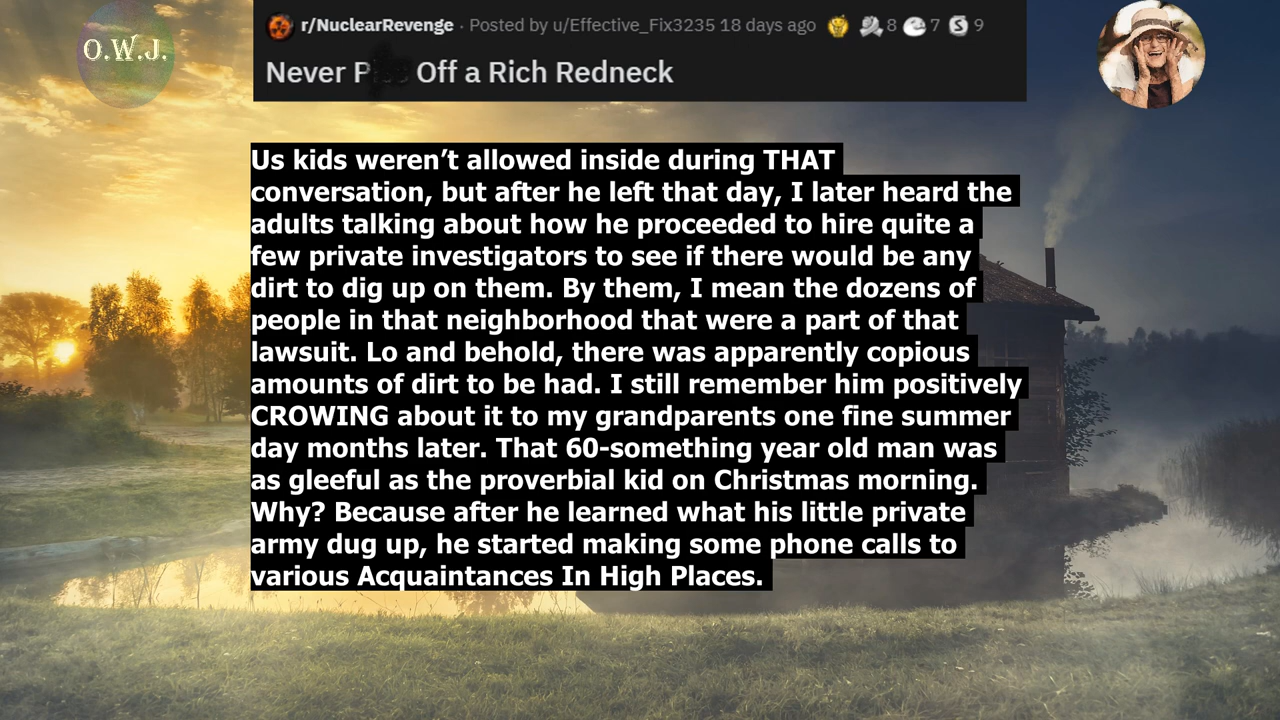 O.W.J.
r/NuclearRevenge · Posted by u/Effective_Fix3235 18 days ago 8 7 9
Never P Off a Rich Redneck
Us kids weren’t allowed inside during THAT
conversation, but after he left that day, I later heard the
adults talking about how he proceeded to hire quite a
few private investigators to see if there would be any
dirt to dig up on them. By them, I mean the dozens of
people in that neighborhood that were a part of that
lawsuit. Lo and behold, there was apparently copious
amounts of dirt to be had. I still remember him positively
CROWING about it to my grandparents one fine summer
day months later. That 60-something year old man was
as gleeful as the proverbial kid on Christmas morning.
Why? Because after he learned what his little private
army dug up, he started making some phone calls to
various Acquaintances In High Places.